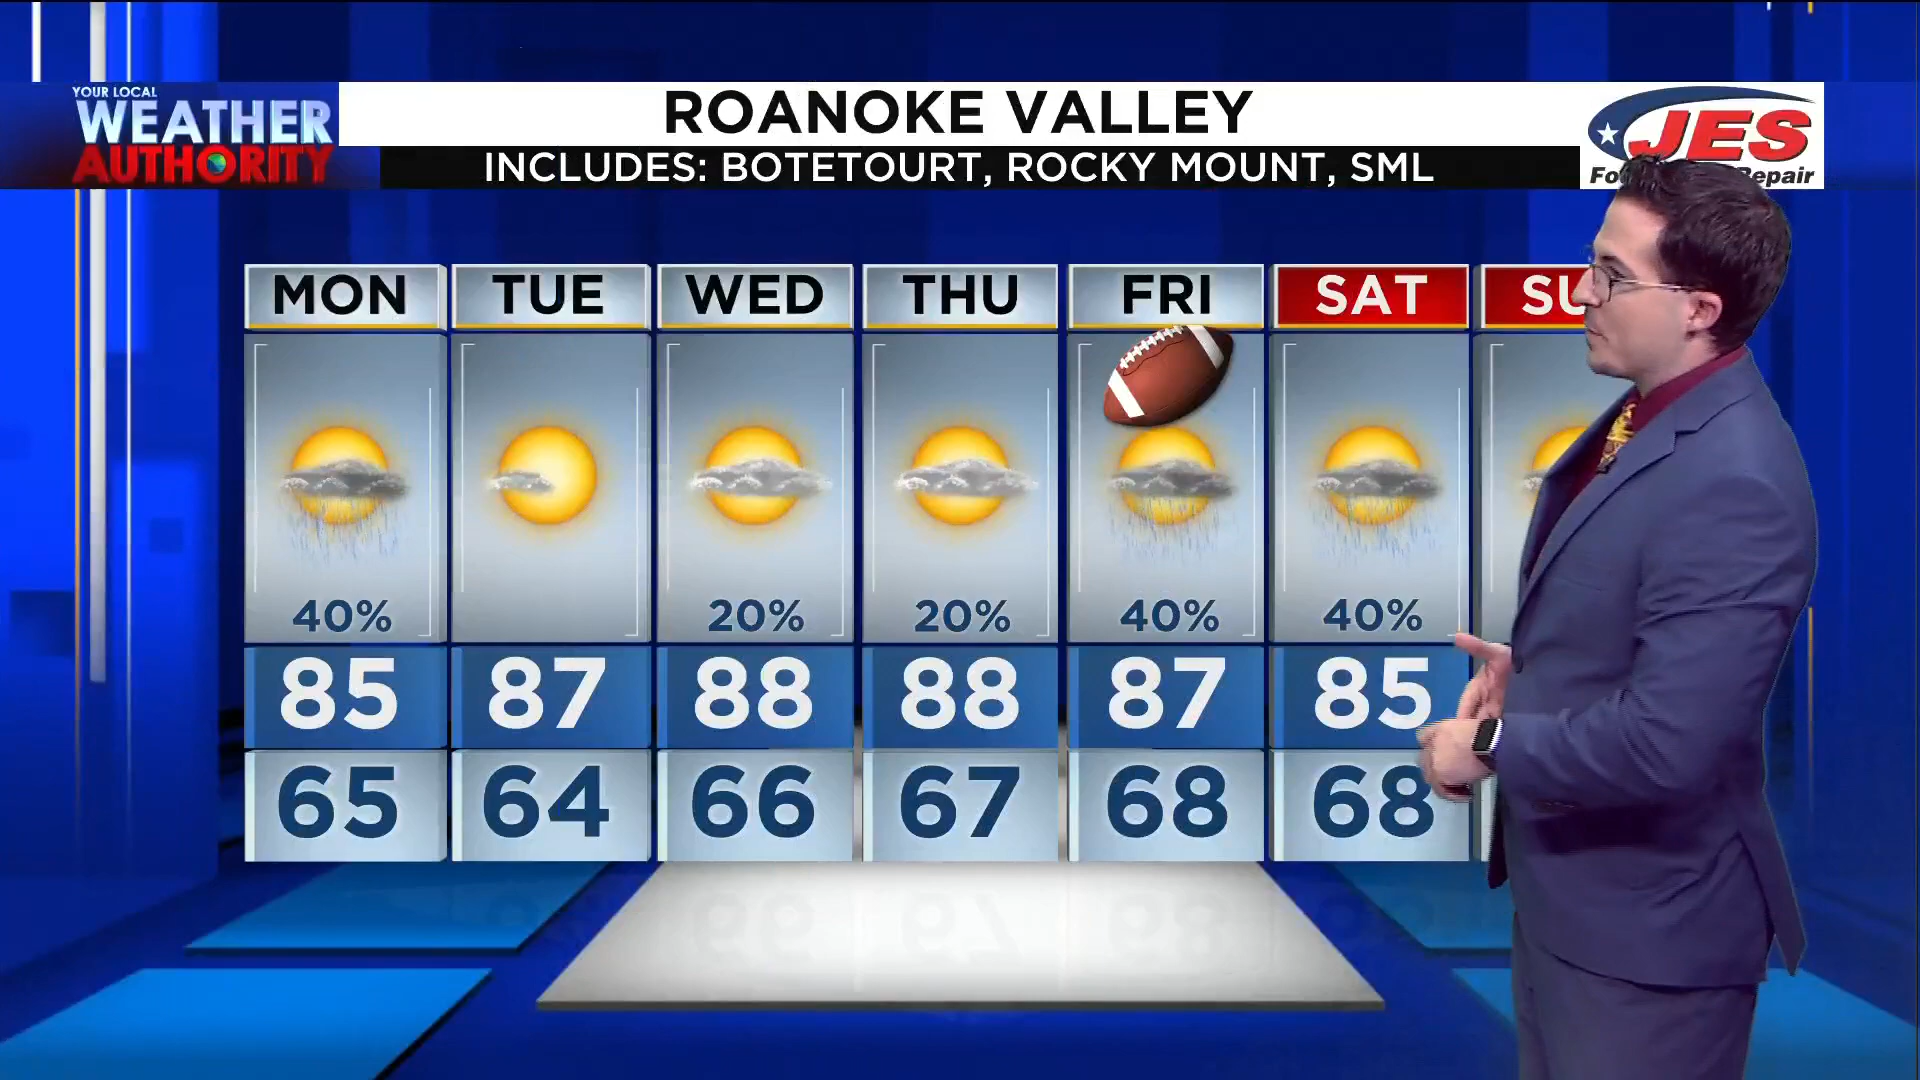 YOUR LOCAL
WEATHER
AUTHORITY
ROANOKE VALLEY
INCLUDES: BOTETOURT, ROCKY MOUNT, SML
JES
Repair
MON TUE WED THU FRI SAT
40% 20% 20% 40% 40%
85 87 88 88 87 85
65 64 66 67 68 68